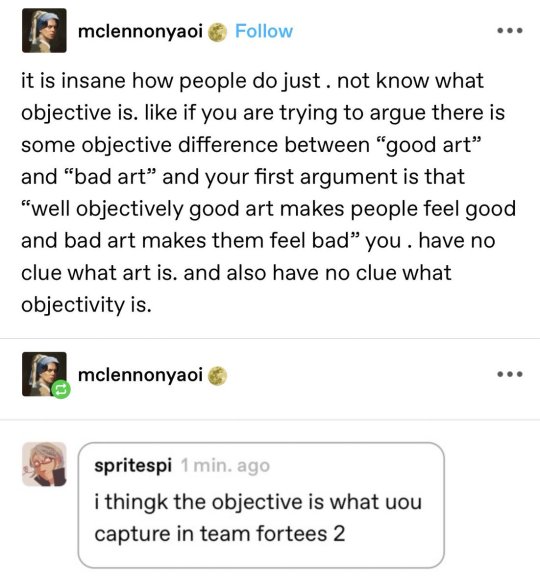 mclennonyaoi Follow
it is insane how people do just . not know what
objective is. like if you are trying to argue there is
some objective difference between “good art”
and “bad art” and your first argument is that
“well objectively good art makes people feel good
and bad art makes them feel bad” you . have no
clue what art is. and also have no clue what
objectivity is.
mclennonyaoi
spritespi 1 min. ago
i thingk the objective is what uou
capture in team fortees 2